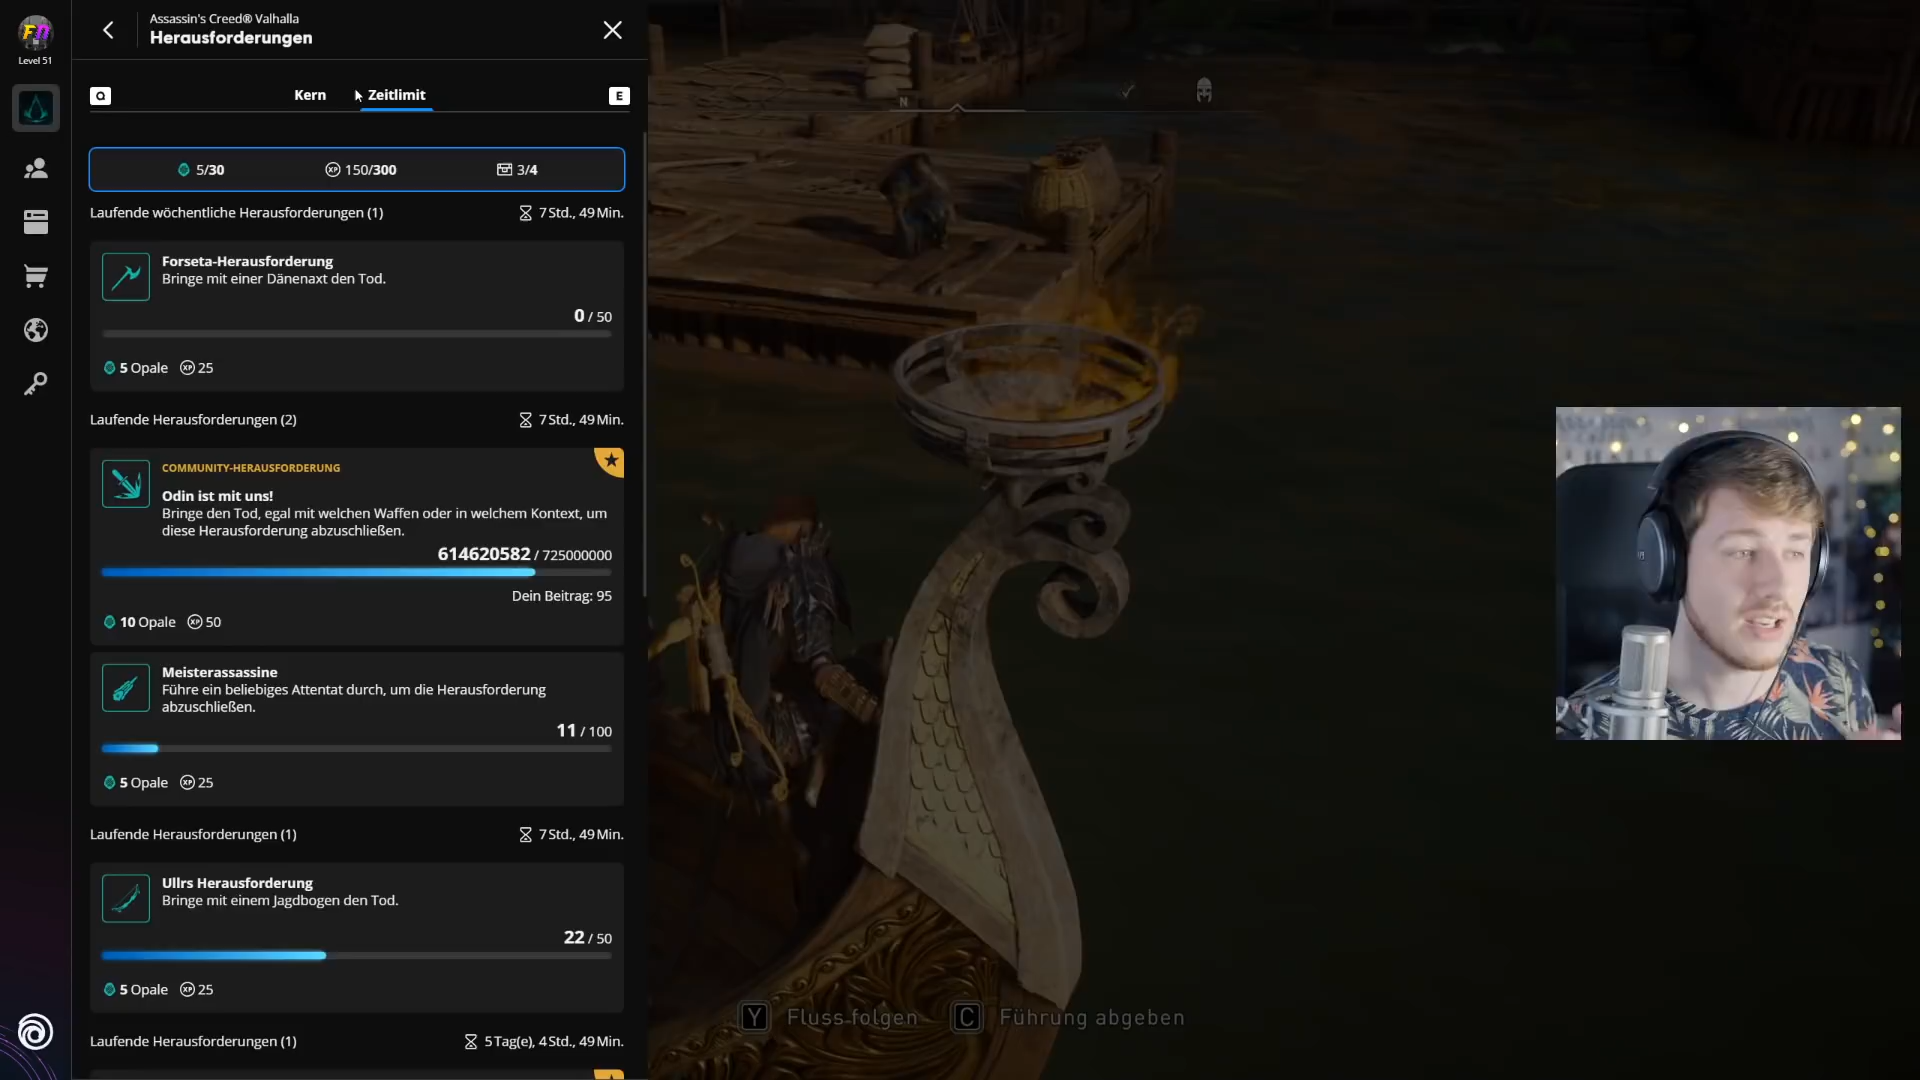 Assassin's Creed® Valhalla
Herausforderungen
FN
Level 51
Q
Kern
Zeitlimit
E
5/30
XP 150/300
3/4
Laufende wöchentliche Herausforderungen (1)
7 Std., 49 Min.
Forseta-Herausforderung
Bringe mit einer Dänenaxt den Tod.
0 / 50
5 Opale XP 25
Laufende Herausforderungen (2)
7 Std., 49 Min.
COMMUNITY-HERAUSFORDERUNG
Odin ist mit uns!
Bringe den Tod, egal mit welchen Waffen oder in welchem Kontext, um
diese Herausforderung abzuschließen.
614620582 / 725000000
Dein Beitrag: 95
10 Opale XP 50
Meisterassassine
Führe ein beliebiges Attentat durch, um die Herausforderung
abzuschließen.
11 / 100
5 Opale XP 25
Laufende Herausforderungen (1)
7 Std., 49 Min.
Ullrs Herausforderung
Bringe mit einem Jagdbogen den Tod.
22 / 50
5 Opale XP 25
Laufende Herausforderungen (1)
5 Tag(e), 4 Std., 49 Min.
N
Y Fluss folgen C Führung abgeben